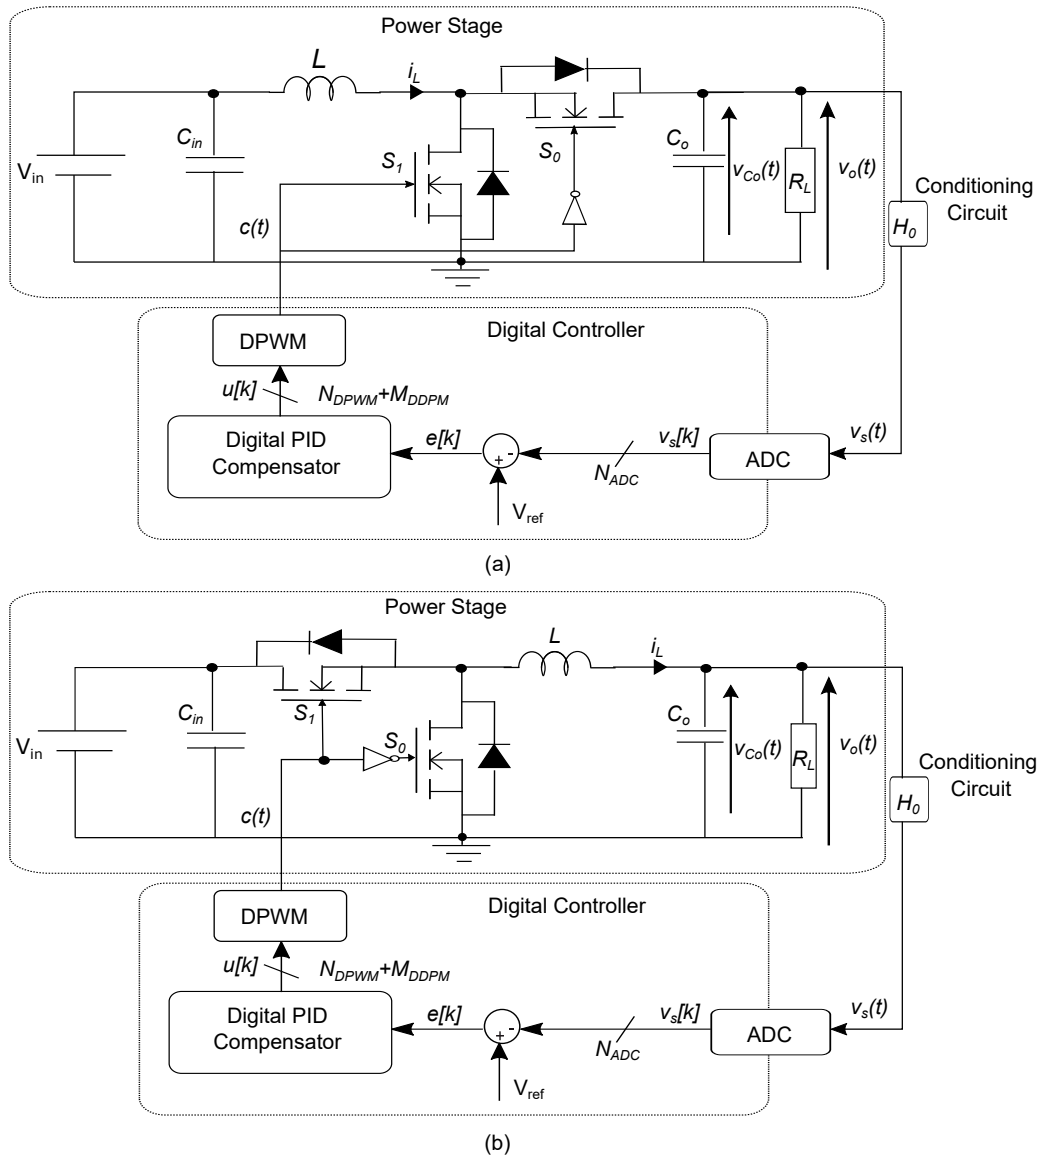 Power Stage
L
i_L
C_in
V_in
S_1
S_0
C_o
v_Co(t)
R_L
v_o(t)
Conditioning
Circuit
H_0
c(t)
Digital Controller
DPWM
u[k]
N_DPWM+M_DDPM
Digital PID
Compensator
e[k]
+
-
v_s[k]
N_ADC
ADC
v_s(t)
V_ref
(a)
Power Stage
L
i_L
C_in
V_in
S_1
S_0
C_o
v_Co(t)
R_L
v_o(t)
Conditioning
Circuit
H_0
c(t)
Digital Controller
DPWM
u[k]
N_DPWM+M_DDPM
Digital PID
Compensator
e[k]
+
-
v_s[k]
N_ADC
ADC
v_s(t)
V_ref
(b)